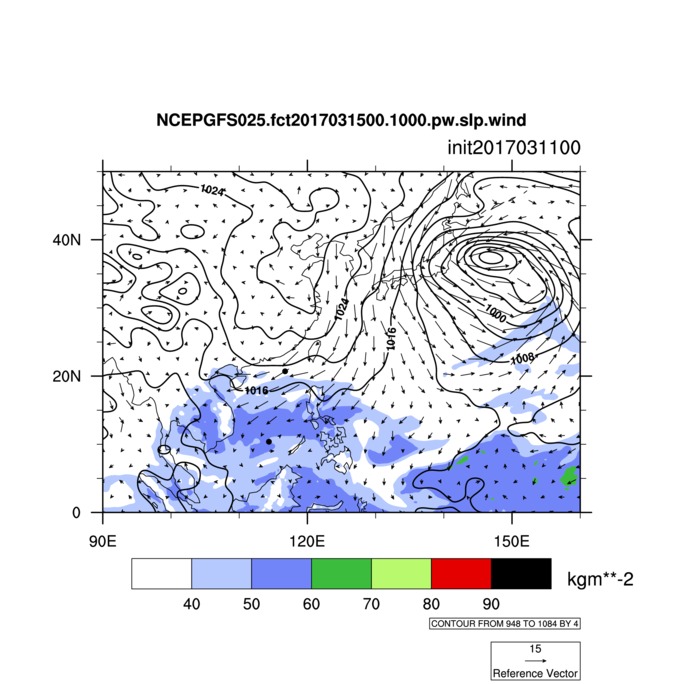 NCEPGFS025.fct2017031500.1000.pw.slp.wind
init2017031100
1024
40N
1024
1000
1016
1008
20N
1016
0
90E 120E 150E
kgm**-2
40 50 60 70 80 90
CONTOUR FROM 948 TO 1084 BY 4
15
Reference Vector